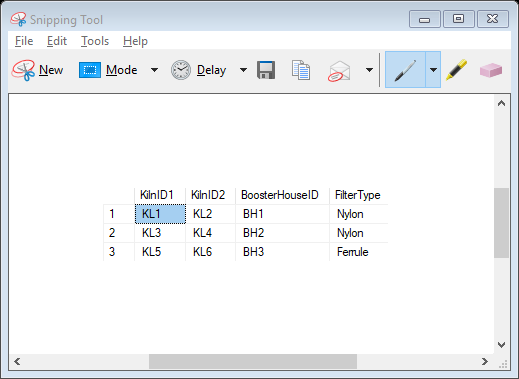 Snipping Tool
File Edit Tools Help
New Mode Delay
KilnID1 KilnID2 BoosterHouseID FilterType
1 KL1 KL2 BH1 Nylon
2 KL3 KL4 BH2 Nylon
3 KL5 KL6 BH3 Ferrule